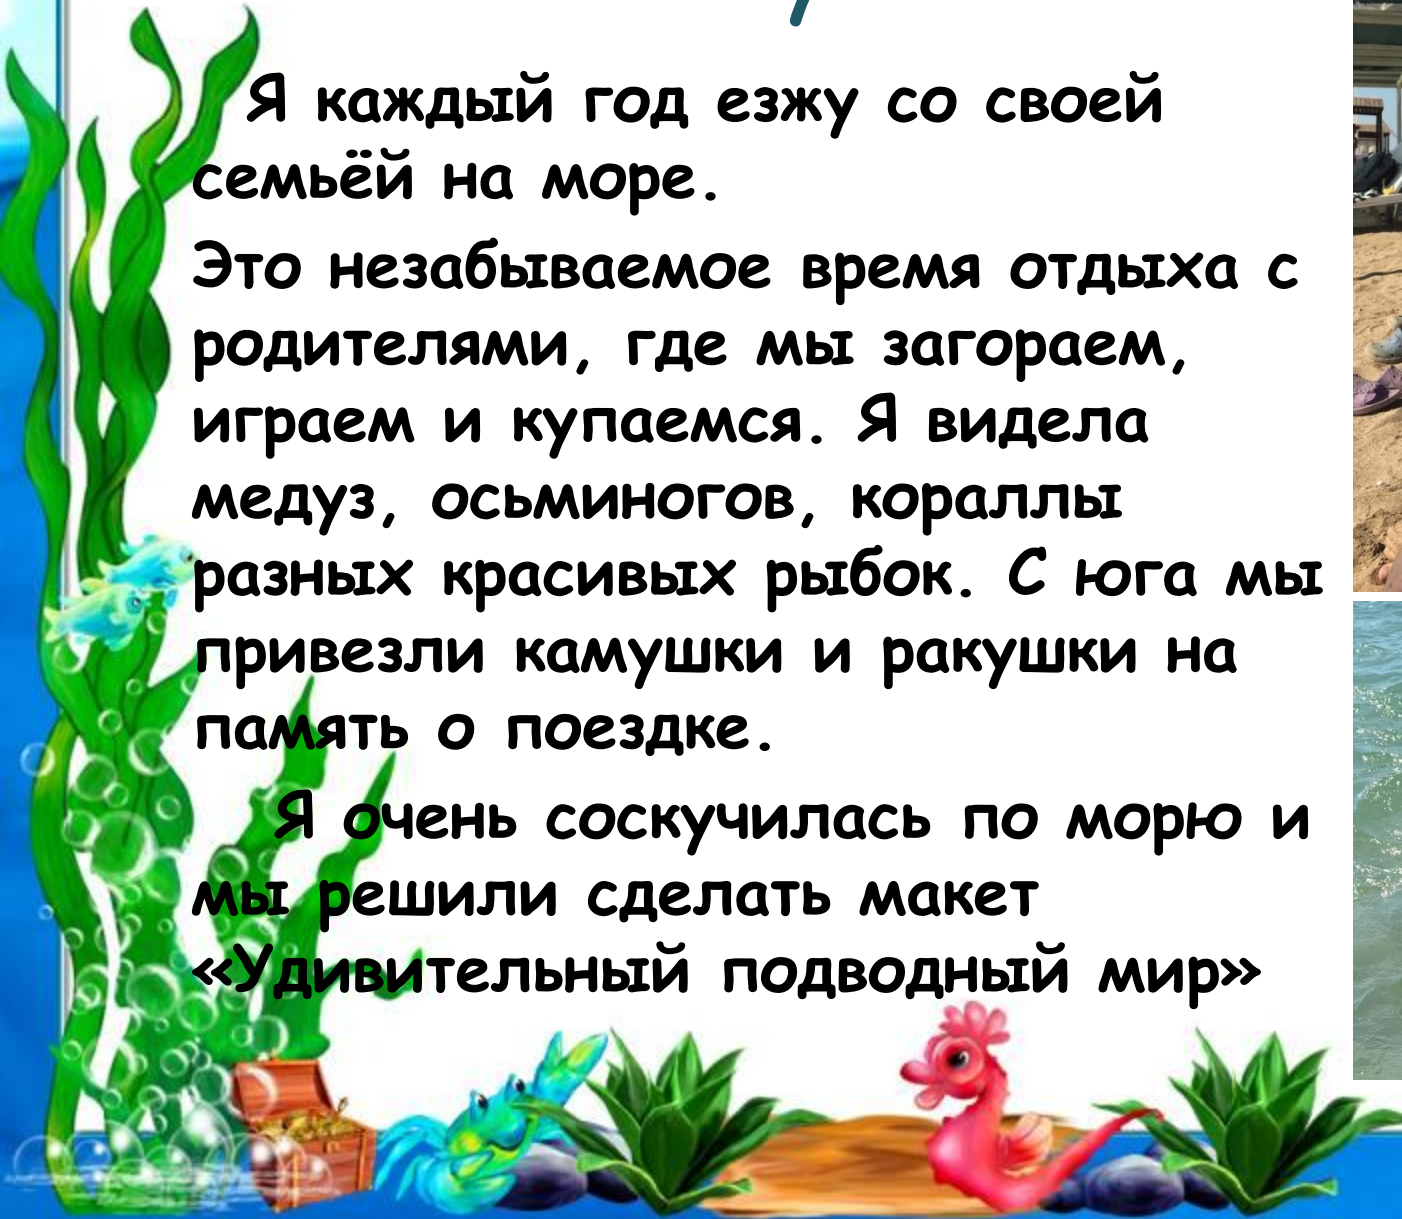 Я каждый год езжу со своей
семьёй на море.
Это незабываемое время отдыха с
родителями, где мы загораем,
играем и купаемся. Я видела
медуз, осьминогов, кораллы
разных красивых рыбок. С юга мы
привезли камушки и ракушки на
память о поездке.
Я очень соскучилась по морю и
мы решили сделать макет
«Удивительный подводный мир»